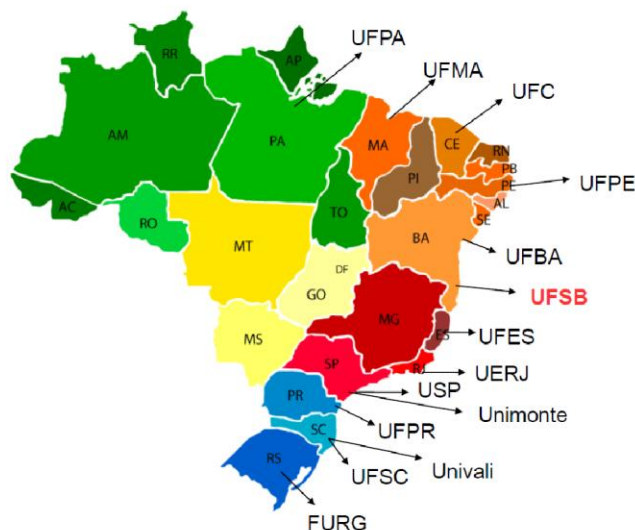 UFPA
RR
AP
UFMA
UFC
AM
PA
MA
CE
RN
PB
PI
PE
UFPE
AL
AC
TO
SE
RO
BA
MT
UFBA
DF
GO
UFSB
MG
MS
ES
UFES
SP
RJ
UERJ
USP
PR
Unimonte
UFPR
SC
Univali
RS
UFSC
FURG